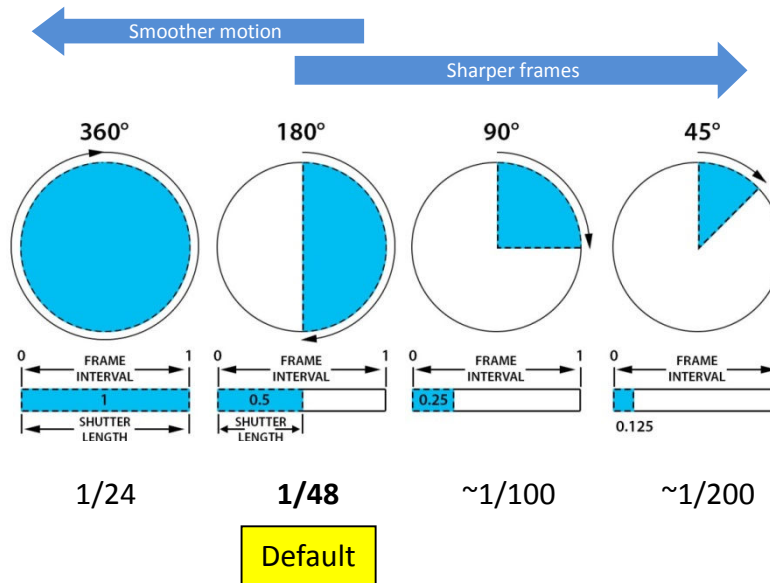 Smoother motion
Sharper frames
360° 180° 90° 45°
0 1 0 1 0 1 0
FRAME INTERVAL FRAME INTERVAL FRAME INTERVAL FRAME INTERVAL
1 0.5 0.25
0.125
SHUTTER LENGTH SHUTTER LENGTH
1/24 1/48 ~1/100 ~1/200
Default